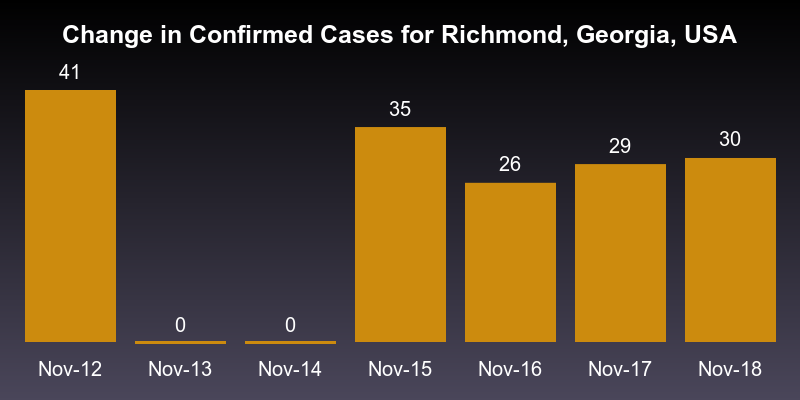 Change in Confirmed Cases for Richmond, Georgia, USA
41
0
0
35
26
29
30
Nov-12
Nov-13
Nov-14
Nov-15
Nov-16
Nov-17
Nov-18